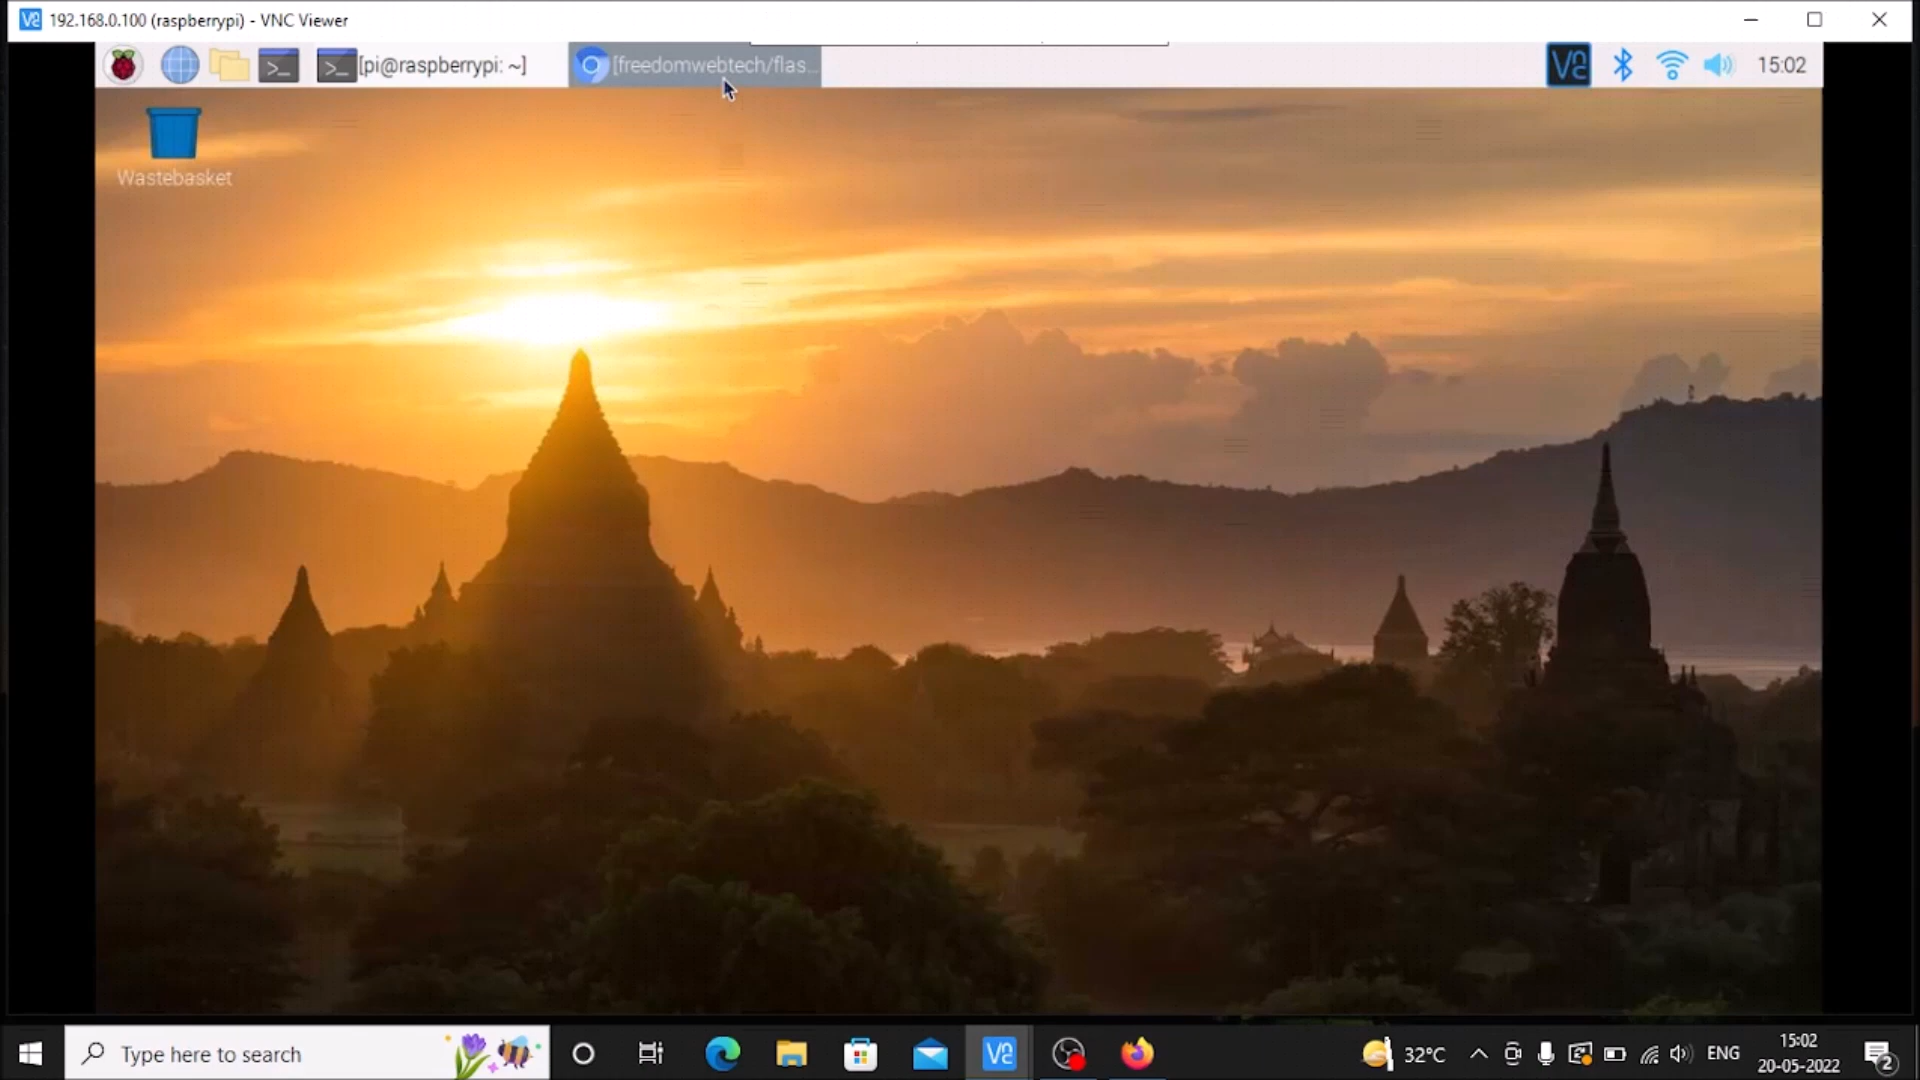 192.168.0.100 (raspberrypi) - VNC Viewer
[pi@raspberrypi: ~]
[freedomwebtech/flas...
15:02
Wastebasket
Type here to search
32°C
ENG
15:02
20-05-2022
2